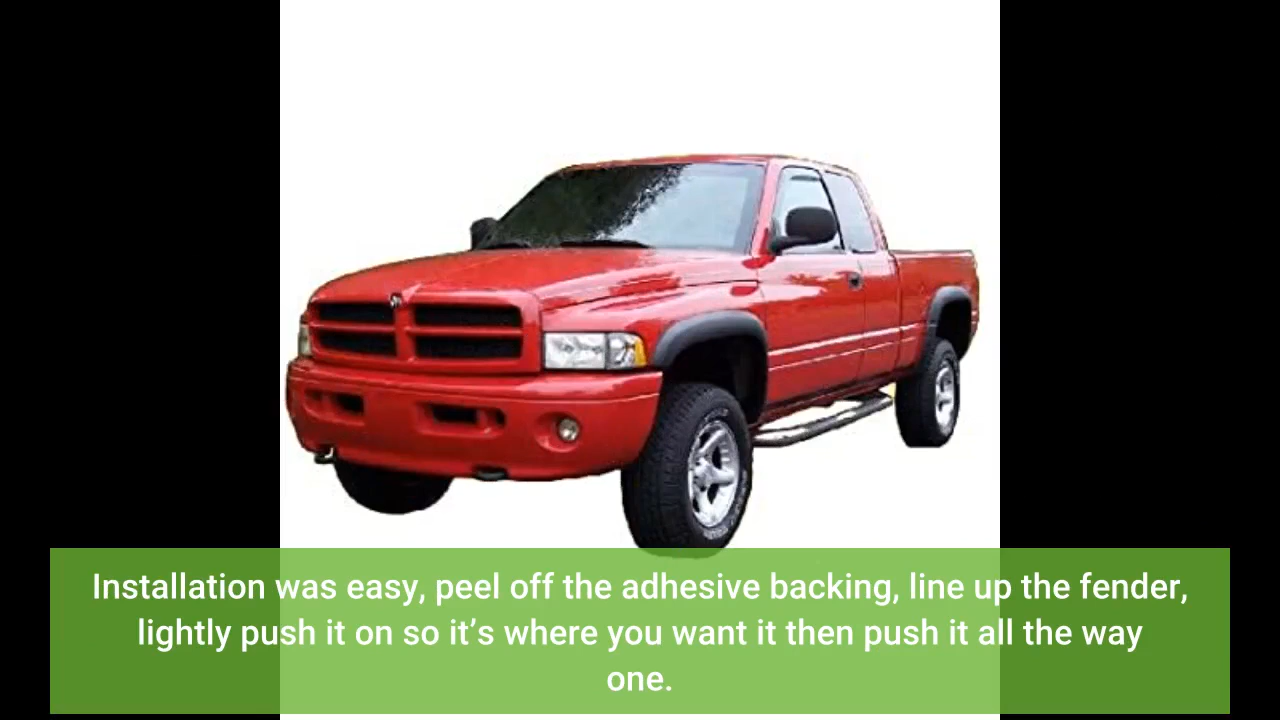 Installation was easy, peel off the adhesive backing, line up the fender,
lightly push it on so it’s where you want it then push it all the way
one.